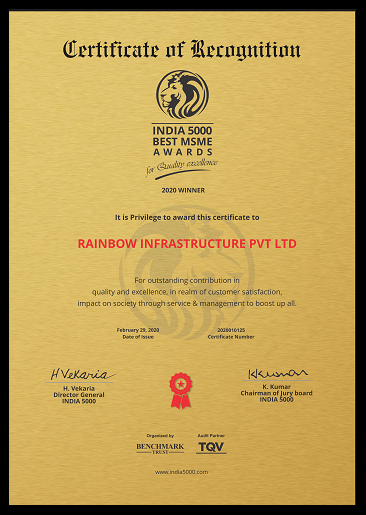 Certificate of Recognition
INDIA 5000
BEST MSME
AWARDS
for Quality excellence
2020 WINNER
It is Privilege to award this certificate to
RAINBOW INFRASTRUCTURE PVT LTD
For outstanding contribution in
quality and excellence, in realm of customer satisfaction,
impact on society through service & management to boost up all.
February 29, 2020
Date of Issue
2020010125
Certificate Number
H Vekaria
H. Vekaria
Director General
INDIA 5000
KKumar
K. Kumar
Chairman of Jury board
INDIA 5000
Organized by
BENCHMARK
TRUST
Audit Partner
TQV
www.india5000.com